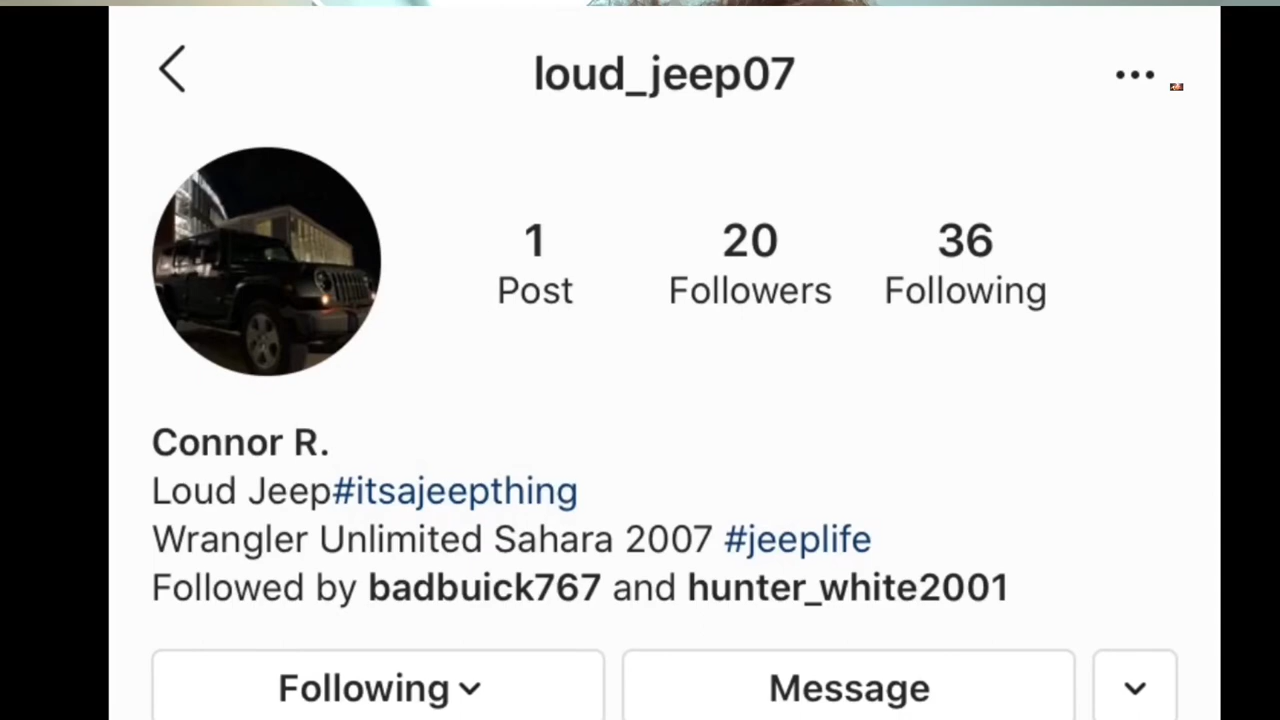 loud_jeep07
1
Post
20
Followers
36
Following
Connor R.
Loud Jeep#itsajeepthing
Wrangler Unlimited Sahara 2007 #jeeplife
Followed by badbuick767 and hunter_white2001
Following
Message